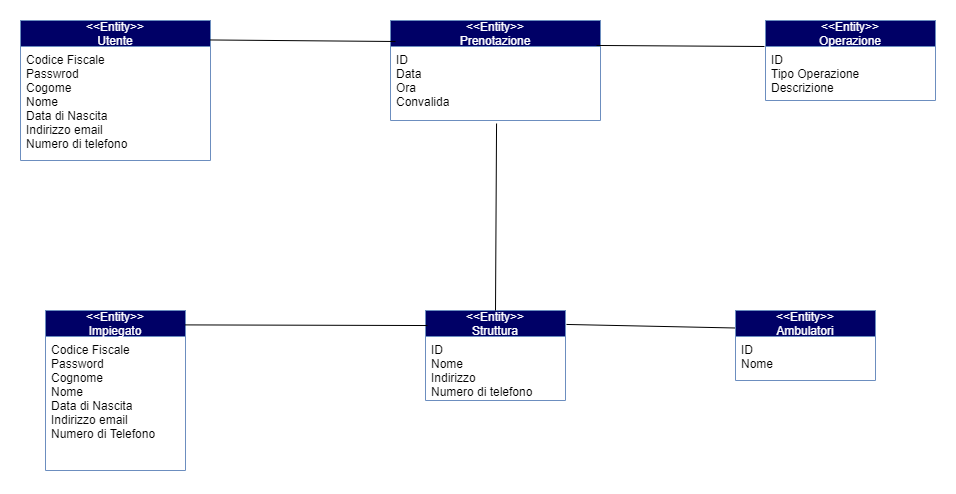 <<Entity>>
Utente
Codice Fiscale
Passwrod
Cogome
Nome
Data di Nascita
Indirizzo email
Numero di telefono
<<Entity>>
Prenotazione
ID
Data
Ora
Convalida
<<Entity>>
Operazione
ID
Tipo Operazione
Descrizione
<<Entity>>
Impiegato
Codice Fiscale
Password
Cognome
Nome
Data di Nascita
Indirizzo email
Numero di Telefono
<<Entity>>
Struttura
ID
Nome
Indirizzo
Numero di telefono
<<Entity>>
Ambulatori
ID
Nome